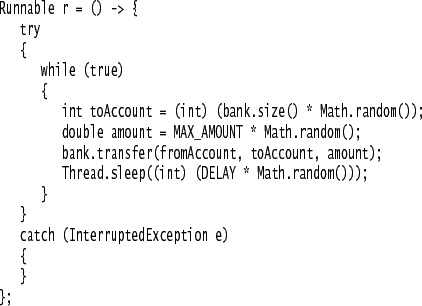 Runnable r = () -> {
   try
   {
      while (true)
      {
         int toAccount = (int) (bank.size() * Math.random());
         double amount = MAX_AMOUNT * Math.random();
         bank.transfer(fromAccount, toAccount, amount);
         Thread.sleep((int) (DELAY * Math.random()));
      }
   }
   catch (InterruptedException e)
   {
   }
};